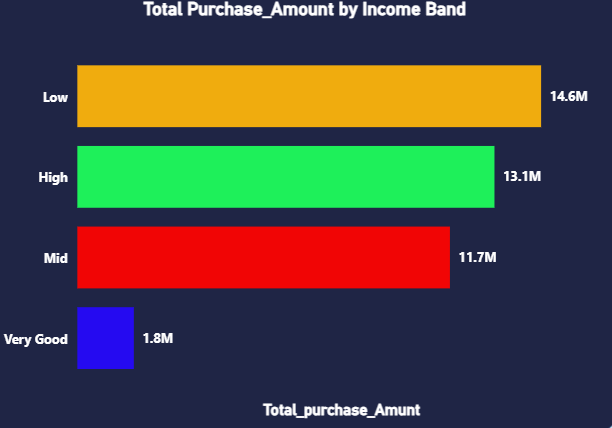 Total Purchase_Amount by Income Band
Low 14.6M
High 13.1M
Mid 11.7M
Very Good 1.8M
Total_purchase_Amunt